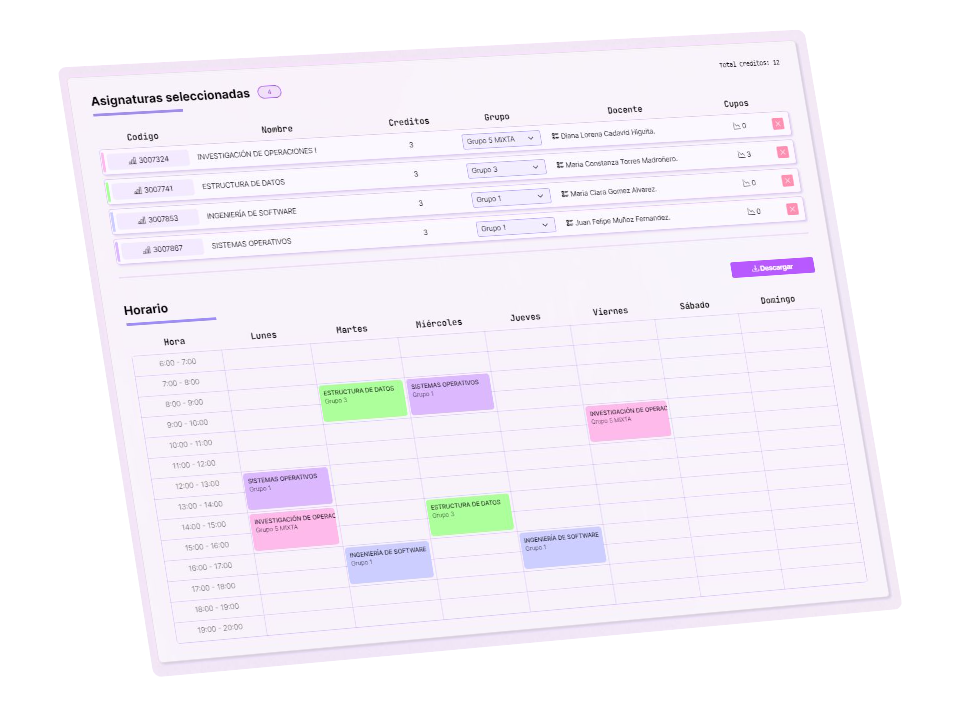 Total creditos: 12
Asignaturas seleccionadas 4
Codigo Nombre Creditos Grupo Docente Cupos
3007324 INVESTIGACIÓN DE OPERACIONES I 3 Grupo 5 MIXTA Diana Lorena Cadavid Higuita. 0
3007741 ESTRUCTURA DE DATOS 3 Grupo 3 Maria Constanza Torres Madroñero. 3
3007853 INGENIERÍA DE SOFTWARE 3 Grupo 1 Maria Clara Gomez Alvarez. 0
3007867 SISTEMAS OPERATIVOS 3 Grupo 1 Juan Felipe Muñoz Fernandez. 0
Descargar
Horario
Hora Lunes Martes Miércoles Jueves Viernes Sábado Domingo
6:00 - 7:00
7:00 - 8:00
8:00 - 9:00
ESTRUCTURA DE DATOS
Grupo 3
SISTEMAS OPERATIVOS
Grupo 1
9:00 - 10:00
INVESTIGACIÓN DE OPERAC
Grupo 5 MIXTA
10:00 - 11:00
11:00 - 12:00
12:00 - 13:00
SISTEMAS OPERATIVOS
Grupo 1
13:00 - 14:00
14:00 - 15:00
INVESTIGACIÓN DE OPERAC
Grupo 5 MIXTA
ESTRUCTURA DE DATOS
Grupo 3
15:00 - 16:00
16:00 - 17:00
INGENIERÍA DE SOFTWARE
Grupo 1
INGENIERÍA DE SOFTWARE
Grupo 1
17:00 - 18:00
18:00 - 19:00
19:00 - 20:00